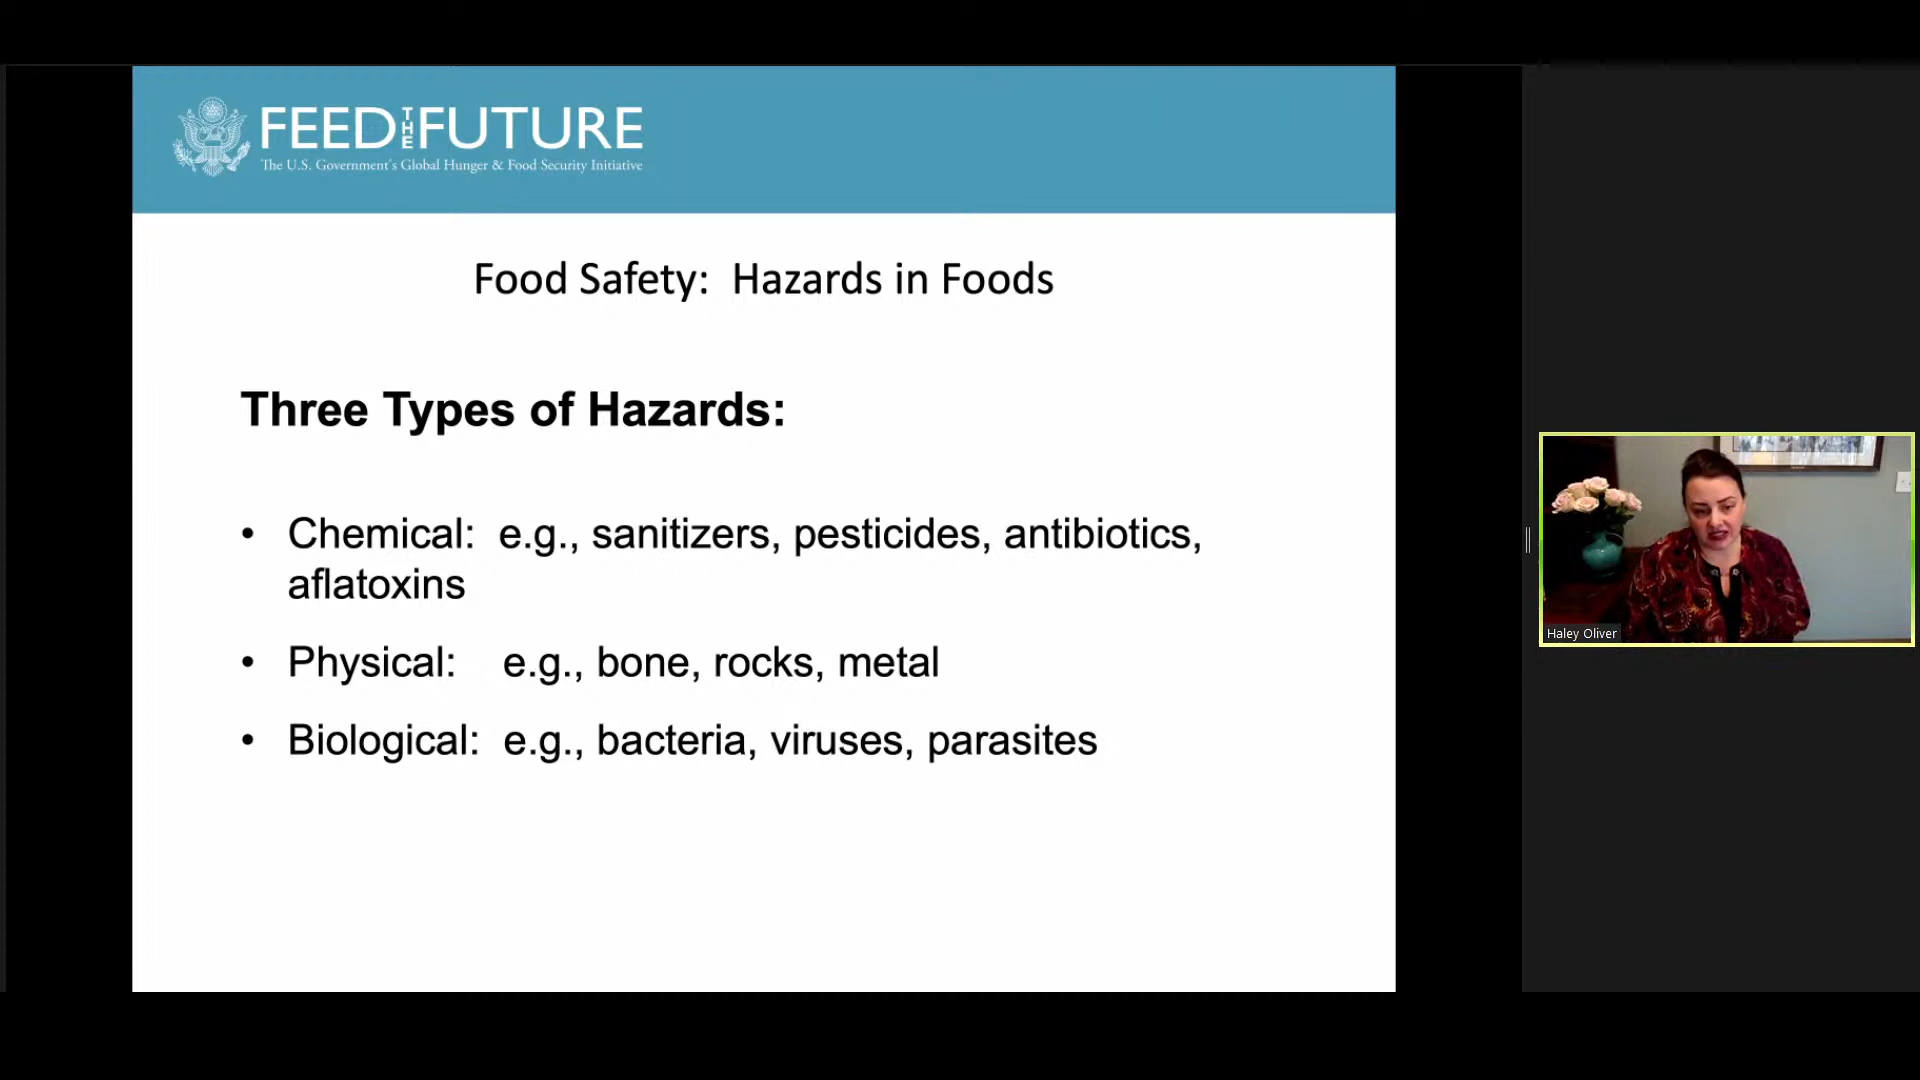 FEED THE FUTURE
The U.S. Government's Global Hunger & Food Security Initiative
Food Safety: Hazards in Foods
Three Types of Hazards:
• Chemical: e.g., sanitizers, pesticides, antibiotics,
aflatoxins
• Physical: e.g., bone, rocks, metal
• Biological: e.g., bacteria, viruses, parasites
Haley Oliver